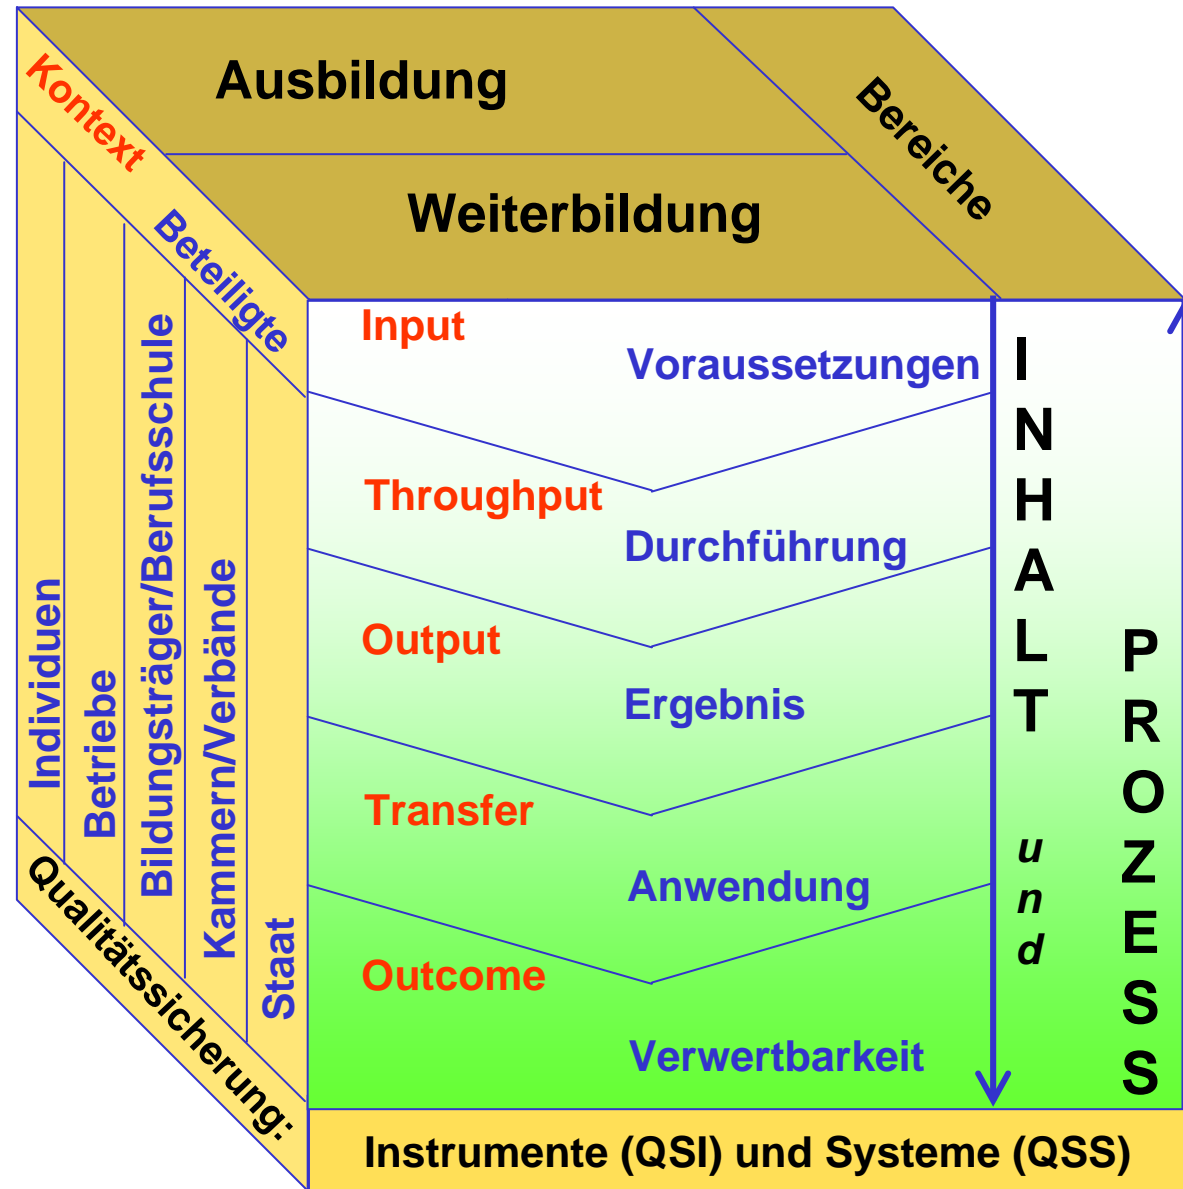 Ausbildung
Weiterbildung
Bereiche
Kontext
Beteiligte
Individuen
Betriebe
Bildungsträger/Berufsschule
Kammern/Verbände
Staat
Input
Voraussetzungen
Throughput
Durchführung
Output
Ergebnis
Transfer
Anwendung
Outcome
Verwertbarkeit
INHALT
und
PROZESS
Qualitätssicherung:
Instrumente (QSI) und Systeme (QSS)